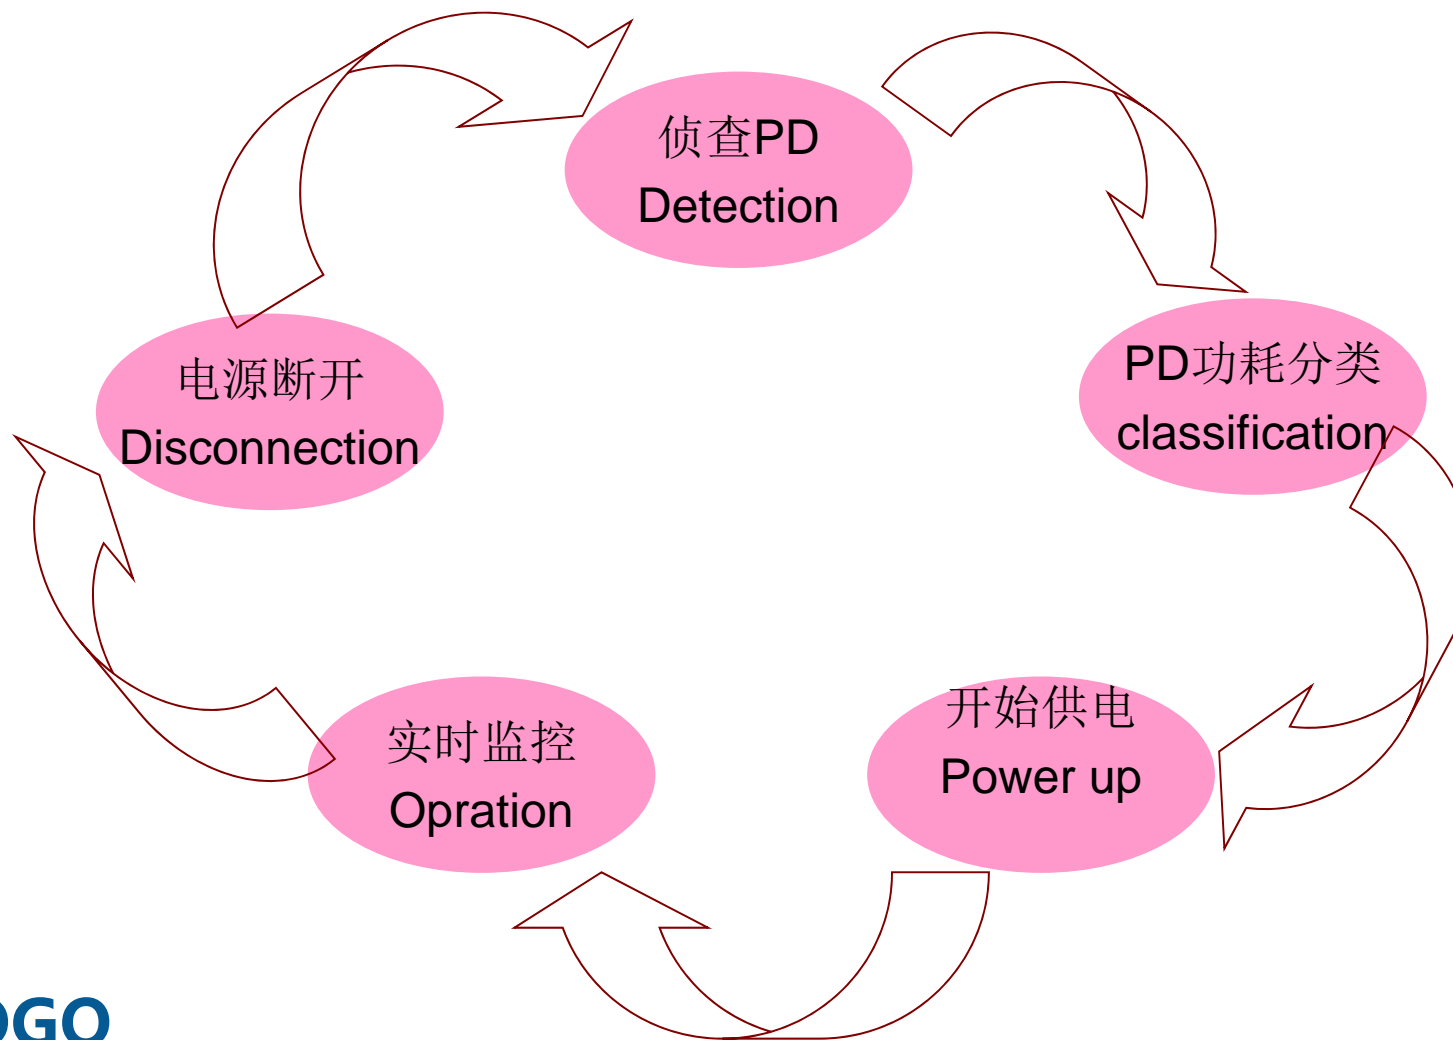 侦查PD
Detection
PD功耗分类
classification
开始供电
Power up
实时监控
Opration
电源断开
Disconnection
OGO